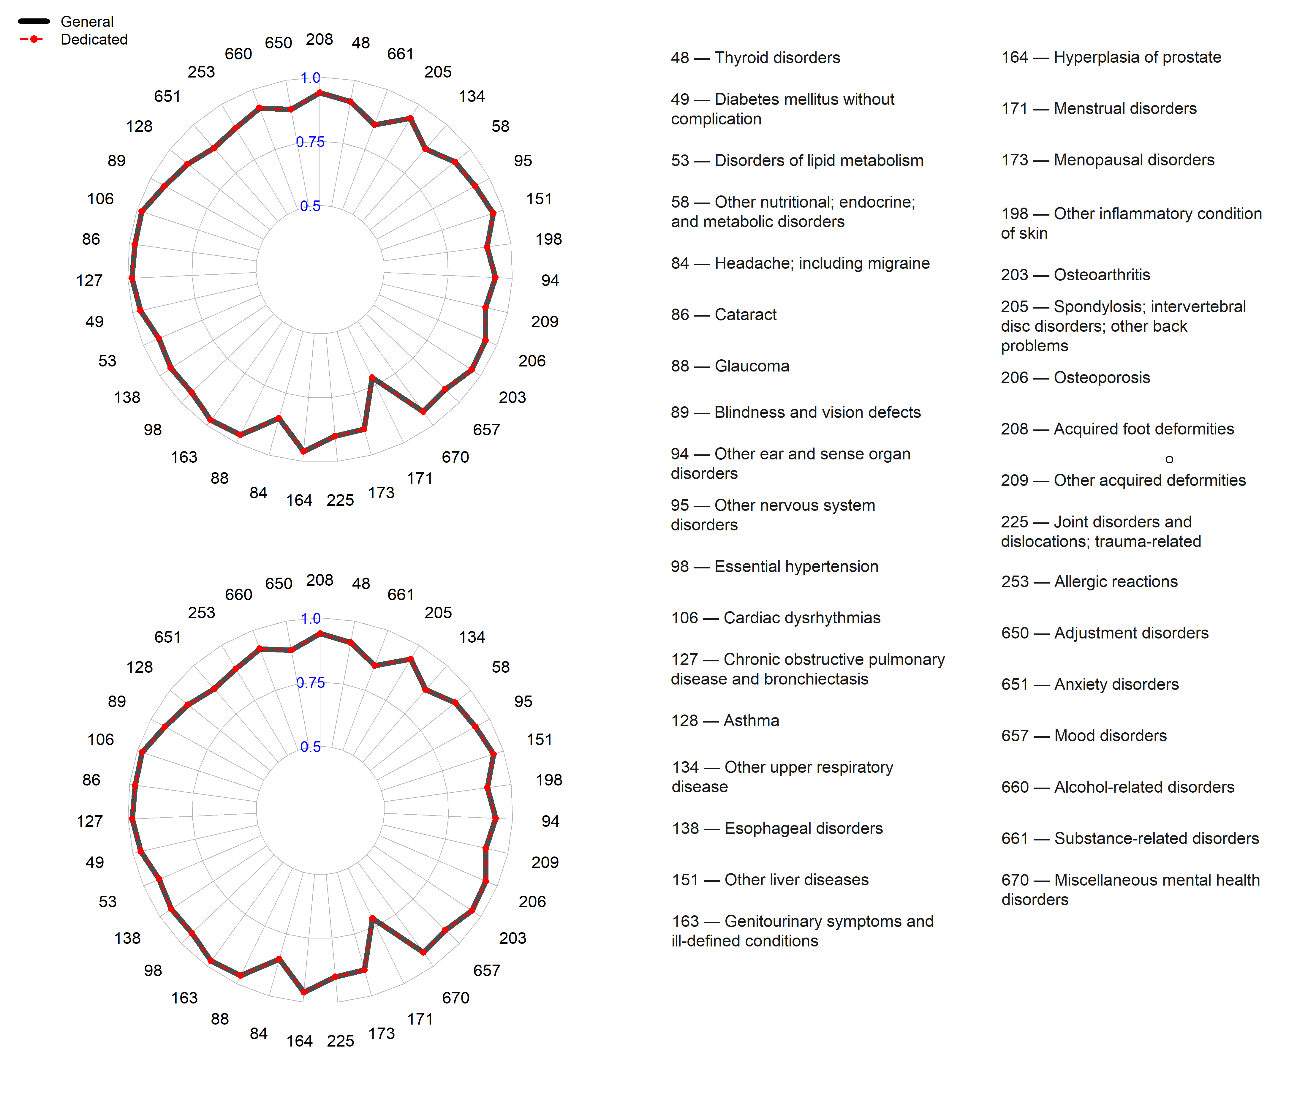 General
Dedicated
208
48
661
205
134
58
95
151
198
94
209
206
203
657
670
171
173
225
164
84
88
163
98
138
53
49
127
86
106
89
128
651
253
660
650
1.0
0.75
0.5
208
48
661
205
134
58
95
151
198
94
209
206
203
657
670
171
173
225
164
84
88
163
98
138
53
49
127
86
106
89
128
651
253
660
650
1.0
0.75
0.5
48 — Thyroid disorders
49 — Diabetes mellitus without
complication
53 — Disorders of lipid metabolism
58 — Other nutritional; endocrine;
and metabolic disorders
84 — Headache; including migraine
86 — Cataract
88 — Glaucoma
89 — Blindness and vision defects
94 — Other ear and sense organ
disorders
95 — Other nervous system
disorders
98 — Essential hypertension
106 — Cardiac dysrhythmias
127 — Chronic obstructive pulmonary
disease and bronchiectasis
128 — Asthma
134 — Other upper respiratory
disease
138 — Esophageal disorders
151 — Other liver diseases
163 — Genitourinary symptoms and
ill-defined conditions
164 — Hyperplasia of prostate
171 — Menstrual disorders
173 — Menopausal disorders
198 — Other inflammatory condition
of skin
203 — Osteoarthritis
205 — Spondylosis; intervertebral
disc disorders; other back
problems
206 — Osteoporosis
208 — Acquired foot deformities
209 — Other acquired deformities
225 — Joint disorders and
dislocations; trauma-related
253 — Allergic reactions
650 — Adjustment disorders
651 — Anxiety disorders
657 — Mood disorders
660 — Alcohol-related disorders
661 — Substance-related disorders
670 — Miscellaneous mental health
disorders